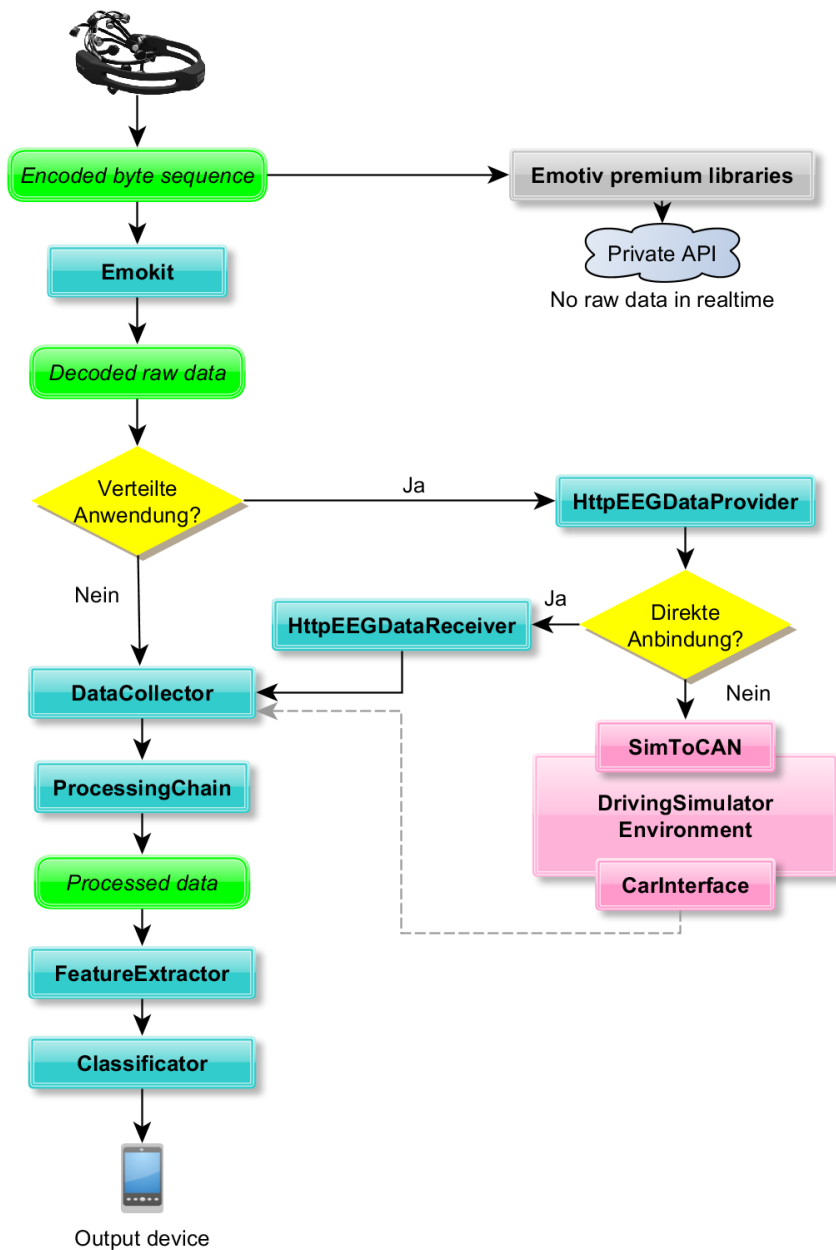 Encoded byte sequence
Emotiv premium libraries
Private API
No raw data in realtime
Emokit
Decoded raw data
Verteilte
Anwendung?
Ja
HttpEEGDataProvider
Nein
HttpEEGDataReceiver
Ja
Direkte
Anbindung?
Nein
DataCollector
SimToCAN
DrivingSimulator
Environment
CarInterface
ProcessingChain
Processed data
FeatureExtractor
Classificator
Output device